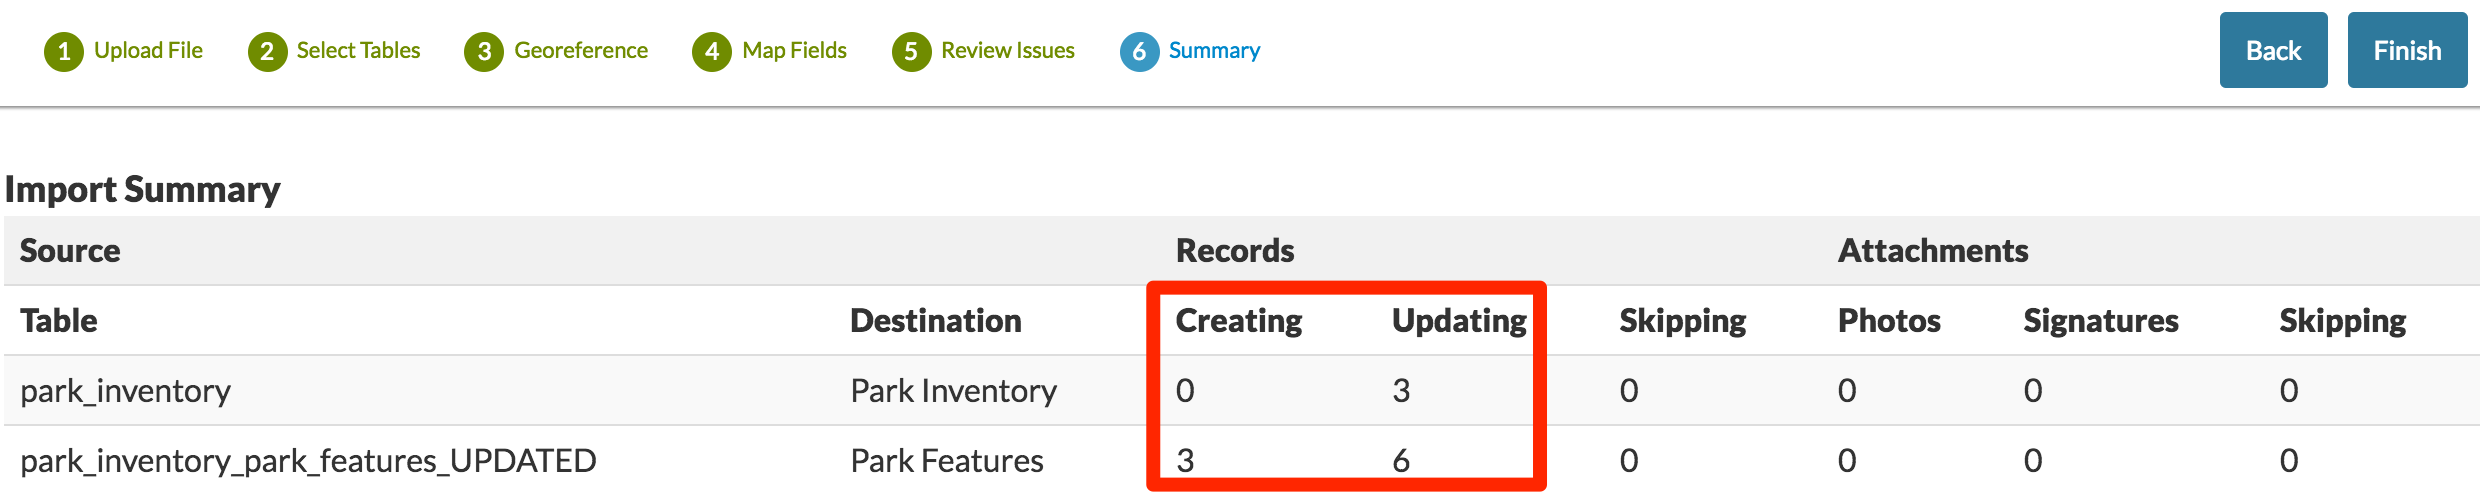 1 Upload File 2 Select Tables 3 Georeference 4 Map Fields 5 Review Issues 6 Summary Back Finish
Import Summary
Source Records Attachments
Table Destination Creating Updating Skipping Photos Signatures Skipping
park_inventory Park Inventory 0 3 0 0 0 0
park_inventory_park_features_UPDATED Park Features 3 6 0 0 0 0